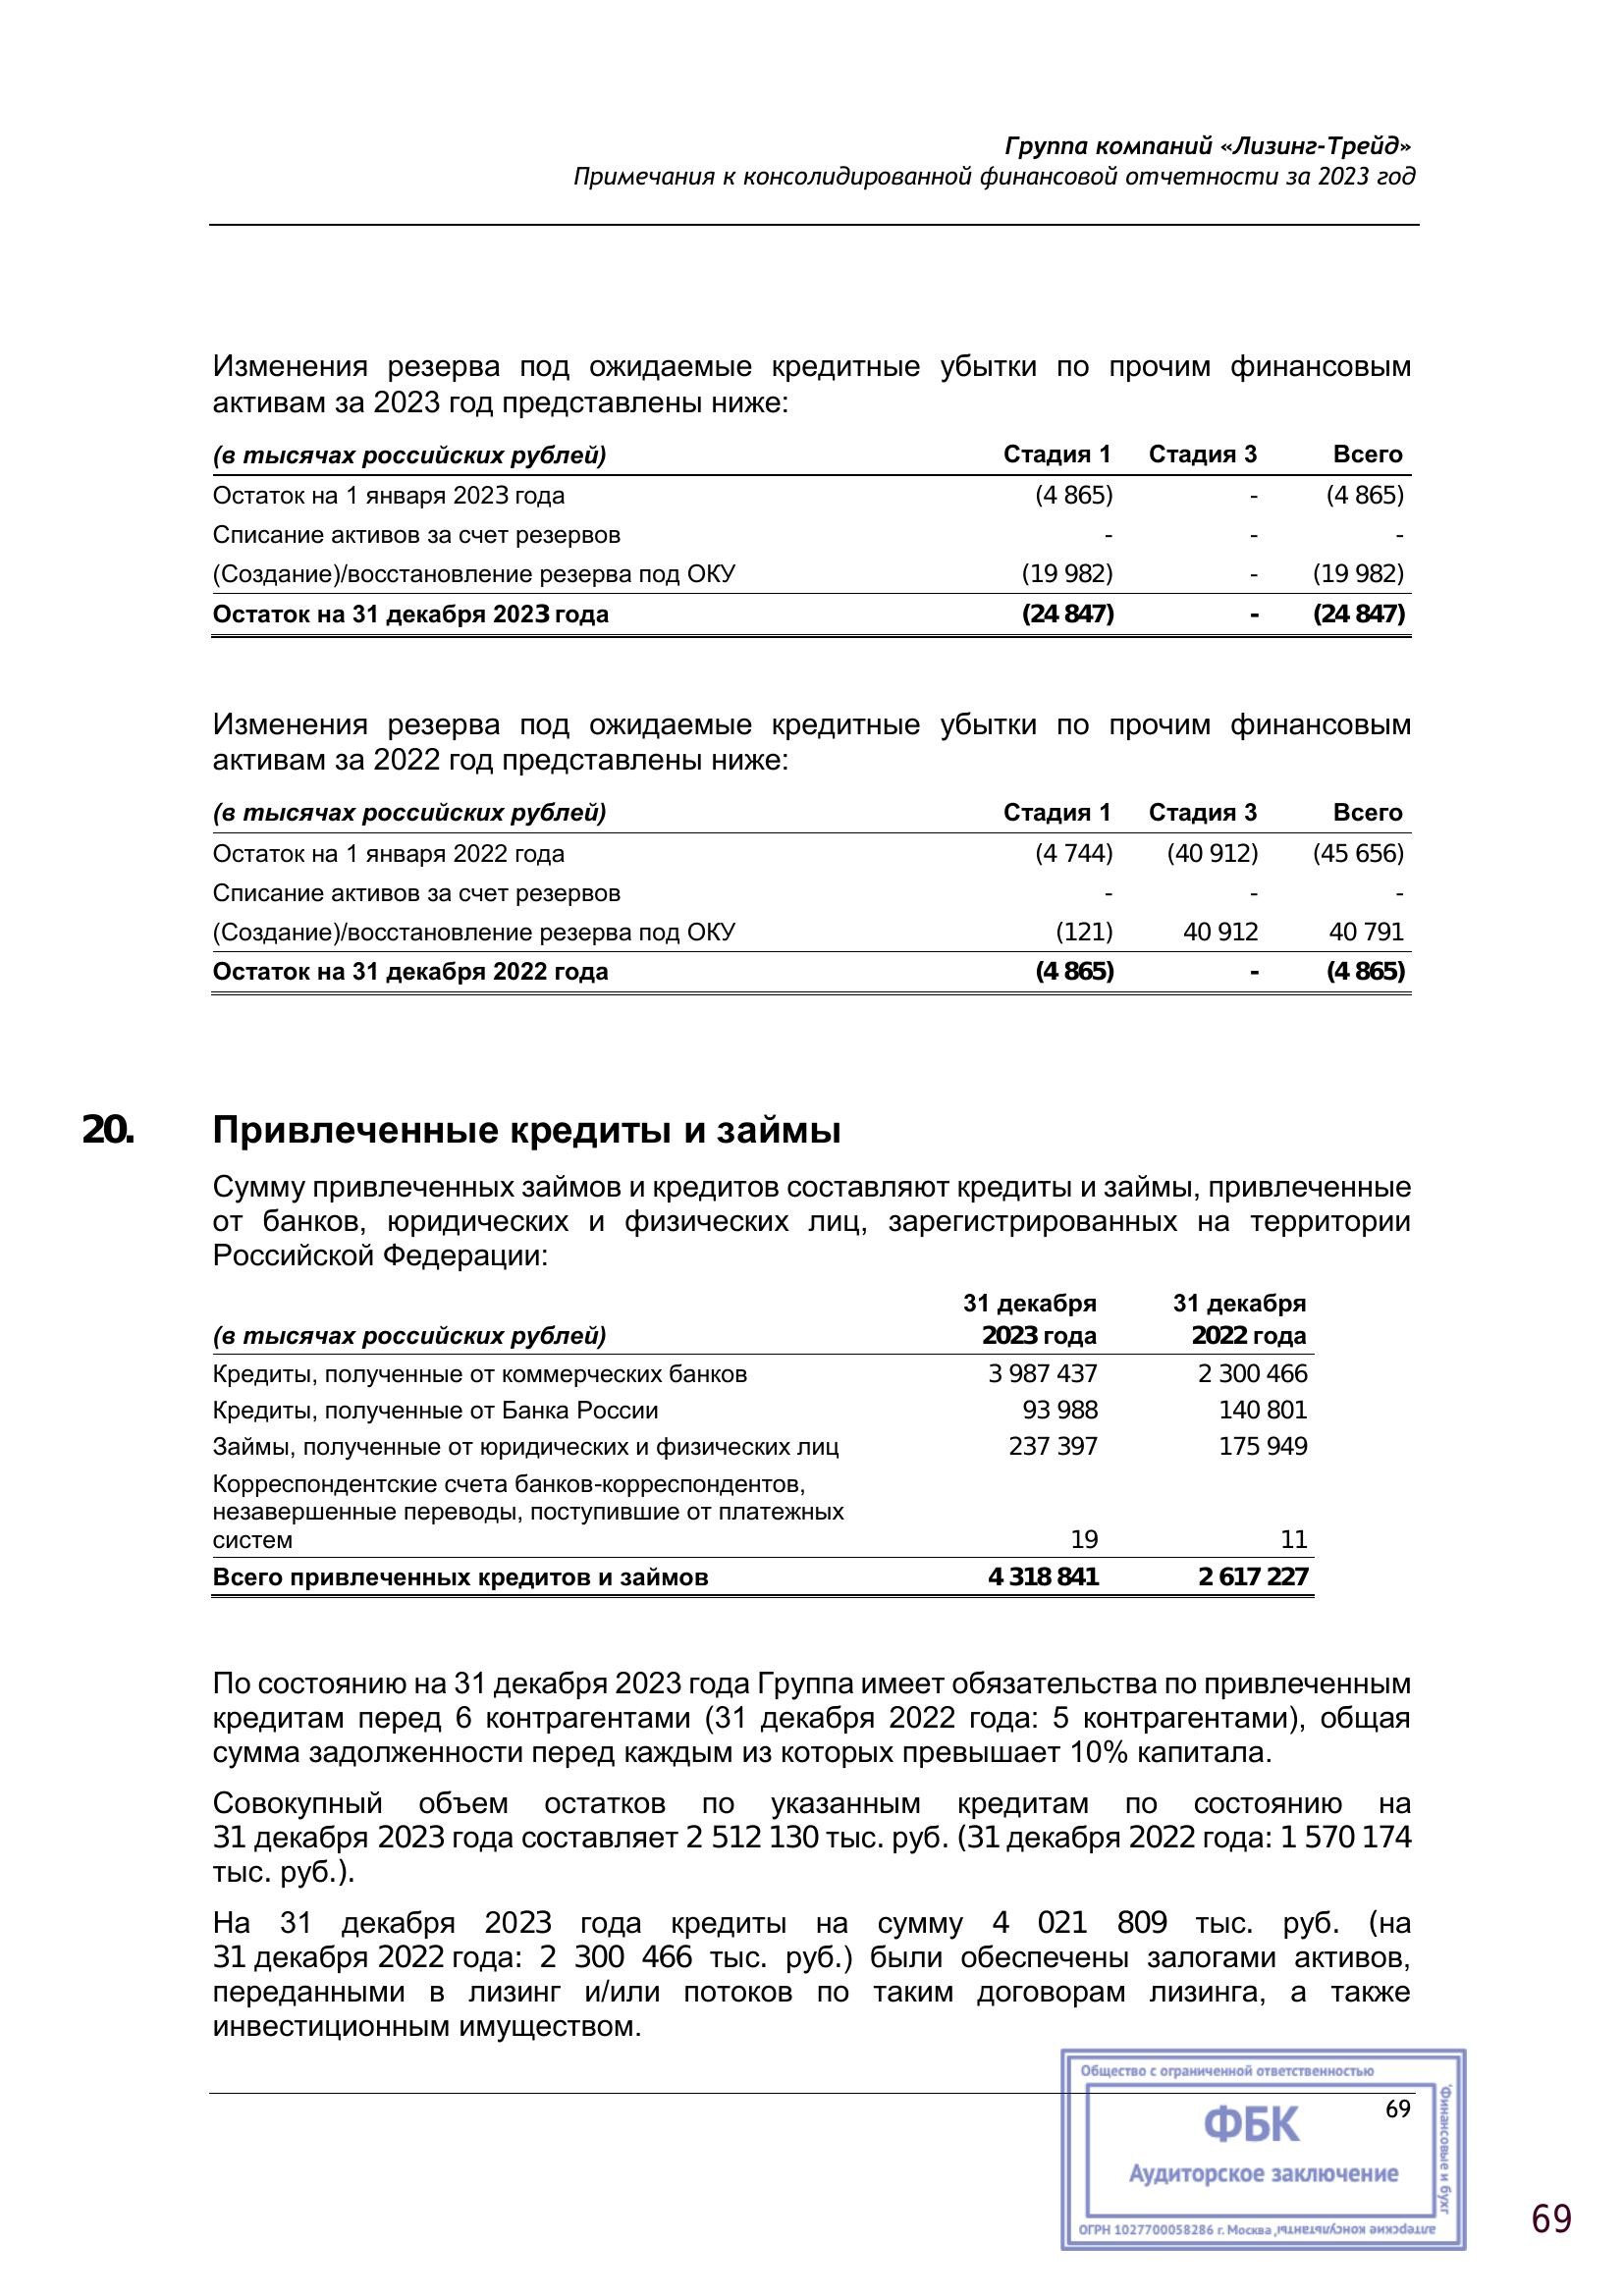 Группа компаний «Лизинг-Трейд»
Примечания к консолидированной финансовой отчетности за 2023 год
Изменения резерва под ожидаемые кредитные убытки по прочим финансовым
активам за 2023 год представлены ниже:
(в тысячах российских рублей) Стадия 1 Стадия 3 Всего
Остаток на 1 января 2023 года (4 865) - (4 865)
Списание активов за счет резервов - - -
(Создание)/восстановление резерва под ОКУ (19 982) - (19 982)
Остаток на 31 декабря 2023 года (24 847) - (24 847)
Изменения резерва под ожидаемые кредитные убытки по прочим финансовым
активам за 2022 год представлены ниже:
(в тысячах российских рублей) Стадия 1 Стадия 3 Всего
Остаток на 1 января 2022 года (4 744) (40 912) (45 656)
Списание активов за счет резервов - - -
(Создание)/восстановление резерва под ОКУ (121) 40 912 40 791
Остаток на 31 декабря 2022 года (4 865) - (4 865)
20. Привлеченные кредиты и займы
Сумму привлеченных займов и кредитов составляют кредиты и займы, привлеченные
от банков, юридических и физических лиц, зарегистрированных на территории
Российской Федерации:
31 декабря 31 декабря
(в тысячах российских рублей) 2023 года 2022 года
Кредиты, полученные от коммерческих банков 3 987 437 2 300 466
Кредиты, полученные от Банка России 93 988 140 801
Займы, полученные от юридических и физических лиц 237 397 175 949
Корреспондентские счета банков-корреспондентов,
незавершенные переводы, поступившие от платежных
систем 19 11
Всего привлеченных кредитов и займов 4 318 841 2 617 227
По состоянию на 31 декабря 2023 года Группа имеет обязательства по привлеченным
кредитам перед 6 контрагентами (31 декабря 2022 года: 5 контрагентами), общая
сумма задолженности перед каждым из которых превышает 10% капитала.
Совокупный объем остатков по указанным кредитам по состоянию на
31 декабря 2023 года составляет 2 512 130 тыс. руб. (31 декабря 2022 года: 1 570 174
тыс. руб.).
На 31 декабря 2023 года кредиты на сумму 4 021 809 тыс. руб. (на
31 декабря 2022 года: 2 300 466 тыс. руб.) были обеспечены залогами активов,
переданными в лизинг и/или потоков по таким договорам лизинга, а также
инвестиционным имуществом.
Общество с ограниченной ответственностью
69
ФБК
Аудиторское заключение
"Финансовые и бухг
алтерские консультанты"
ОГРН 1027700058286 г. Москва
69